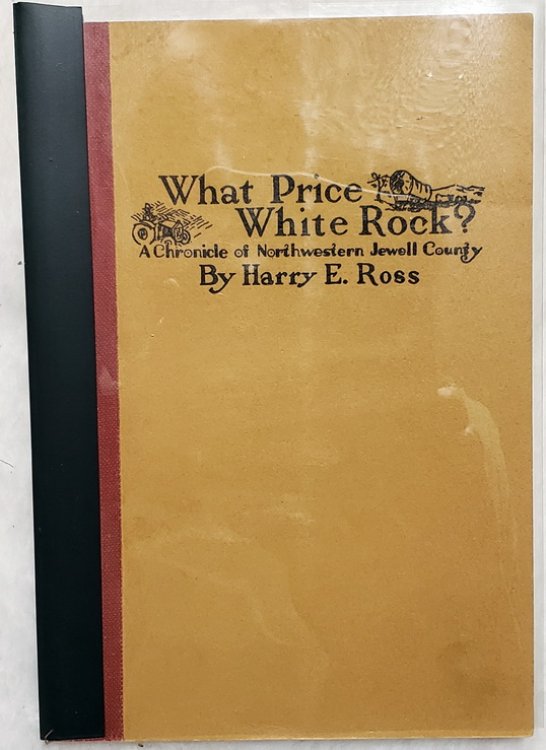 What Price
White Rock?
A Chronicle of Northwestern Jewell County
By Harry E. Ross